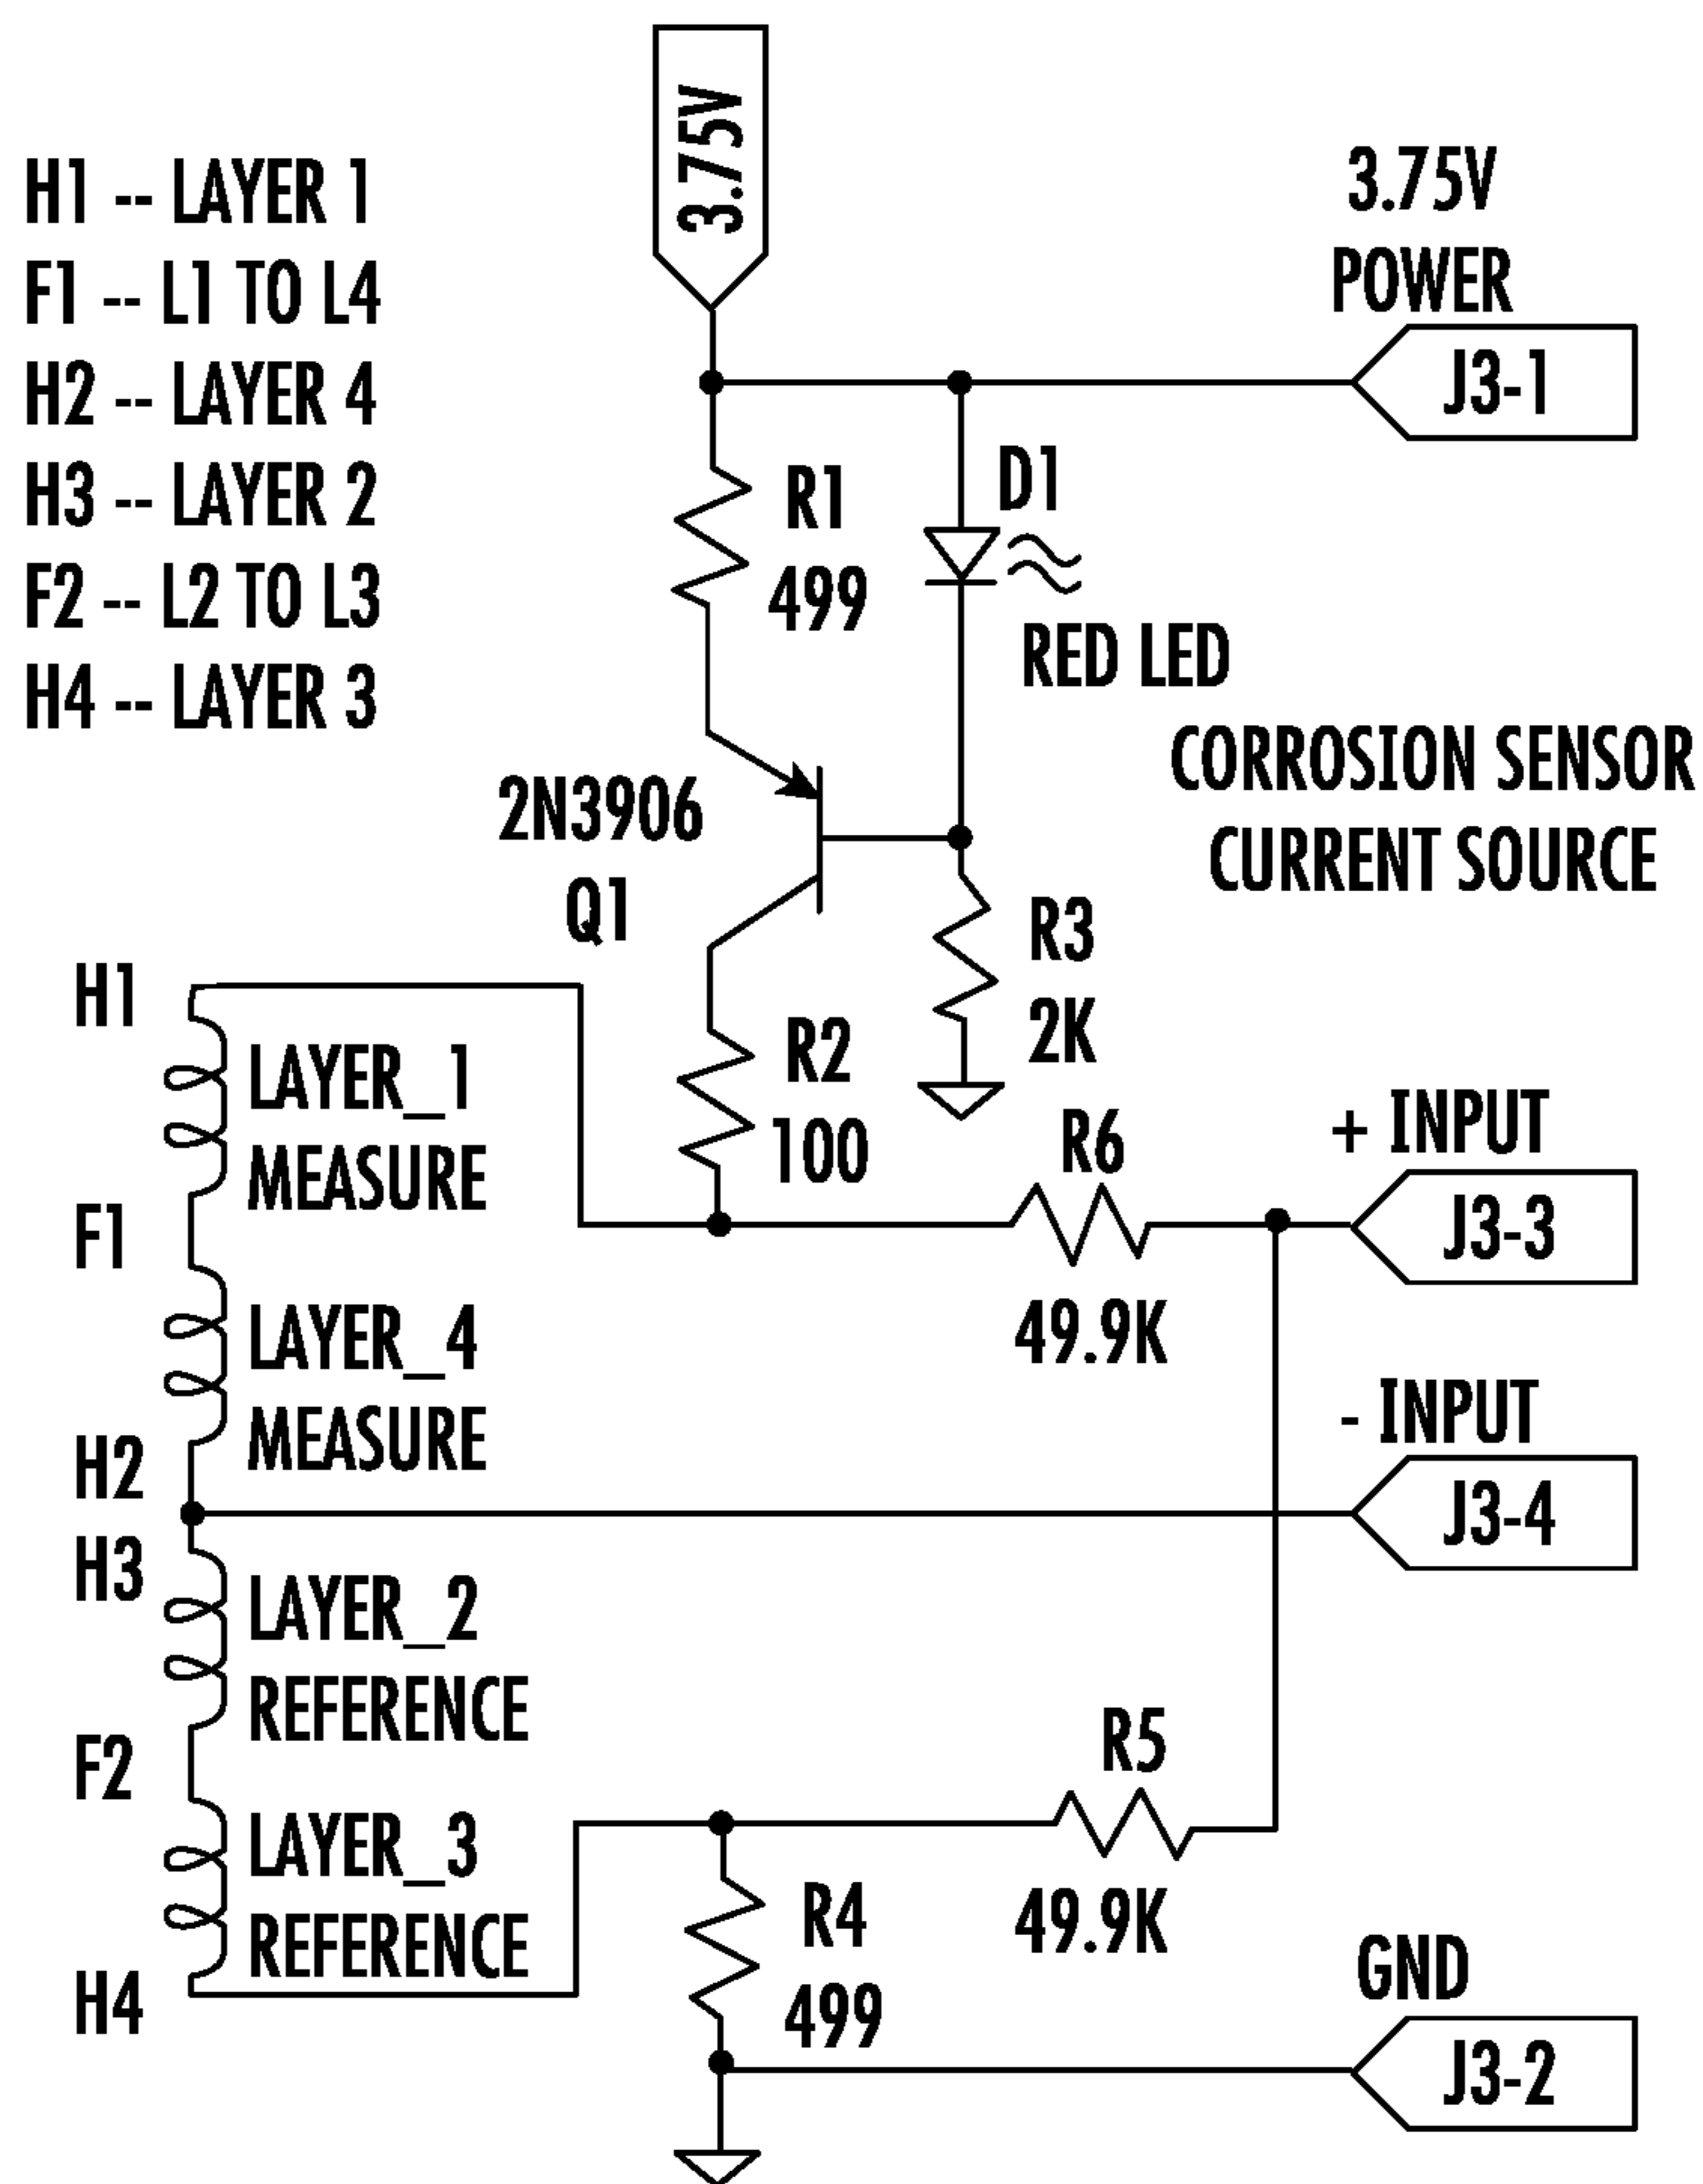 3.75V
H1 -- LAYER 1
F1 -- L1 TO L4
H2 -- LAYER 4
H3 -- LAYER 2
F2 -- L2 TO L3
H4 -- LAYER 3
3.75V
POWER
J3-1
R1
499
D1
RED LED
2N3906
Q1
CORROSION SENSOR
CURRENT SOURCE
R3
2K
H1
LAYER_1
MEASURE
R2
100
R6
49.9K
+ INPUT
J3-3
F1
LAYER_4
MEASURE
- INPUT
J3-4
H2
H3
LAYER_2
REFERENCE
F2
R5
49.9K
LAYER_3
REFERENCE
H4
R4
499
GND
J3-2